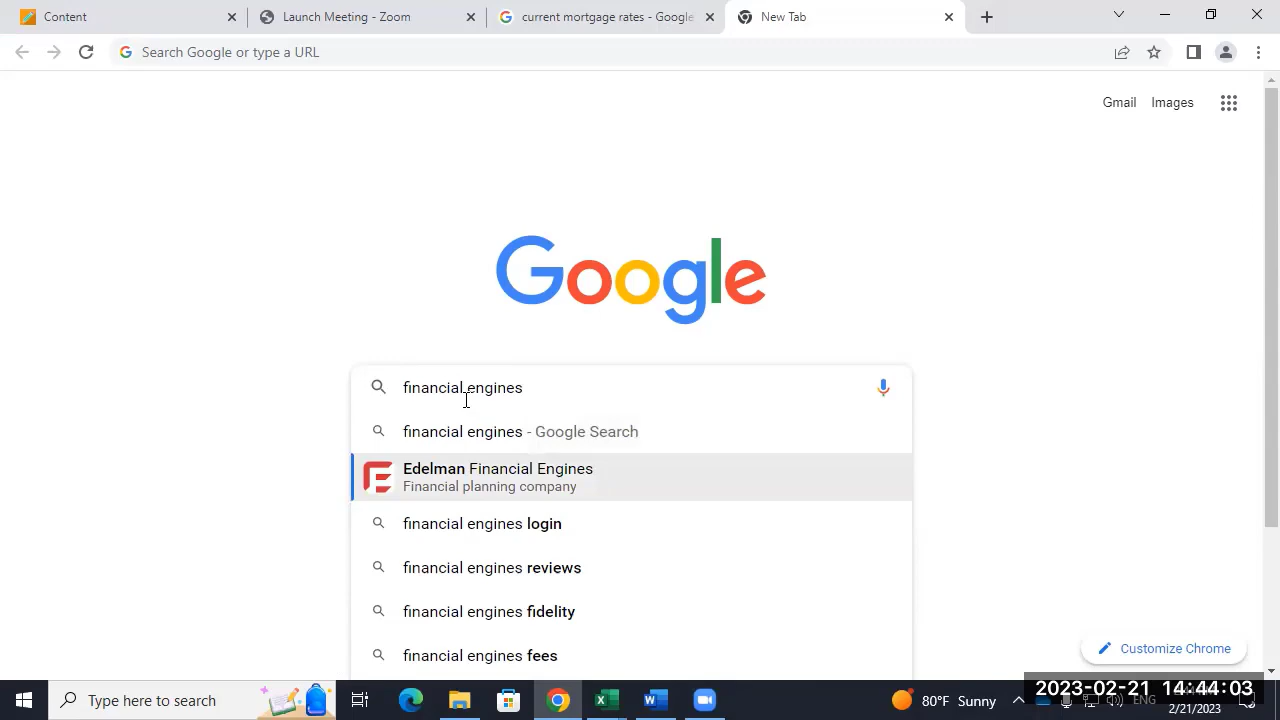 Content
Launch Meeting - Zoom
current mortgage rates - Google
New Tab
Search Google or type a URL
Gmail Images
Google
financial engines
financial engines - Google Search
Edelman Financial Engines
Financial planning company
financial engines login
financial engines reviews
financial engines fidelity
financial engines fees
Customize Chrome
Type here to search
80°F Sunny
ENG
2023-02-21 14:44:03
2/21/2023